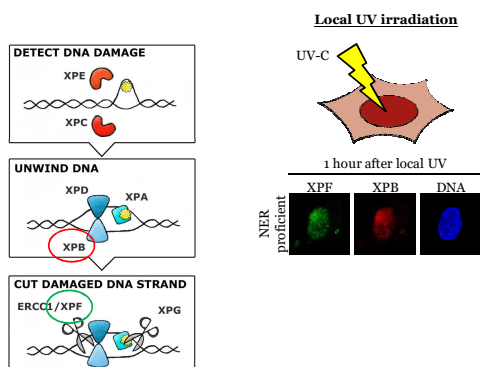 DETECT DNA DAMAGE
XPE
XPC
UNWIND DNA
XPD
XPA
XPB
CUT DAMAGED DNA STRAND
ERCC1/XPF
XPG
Local UV irradiation
UV-C
1 hour after local UV
XPF XPB DNA
NER
proficient